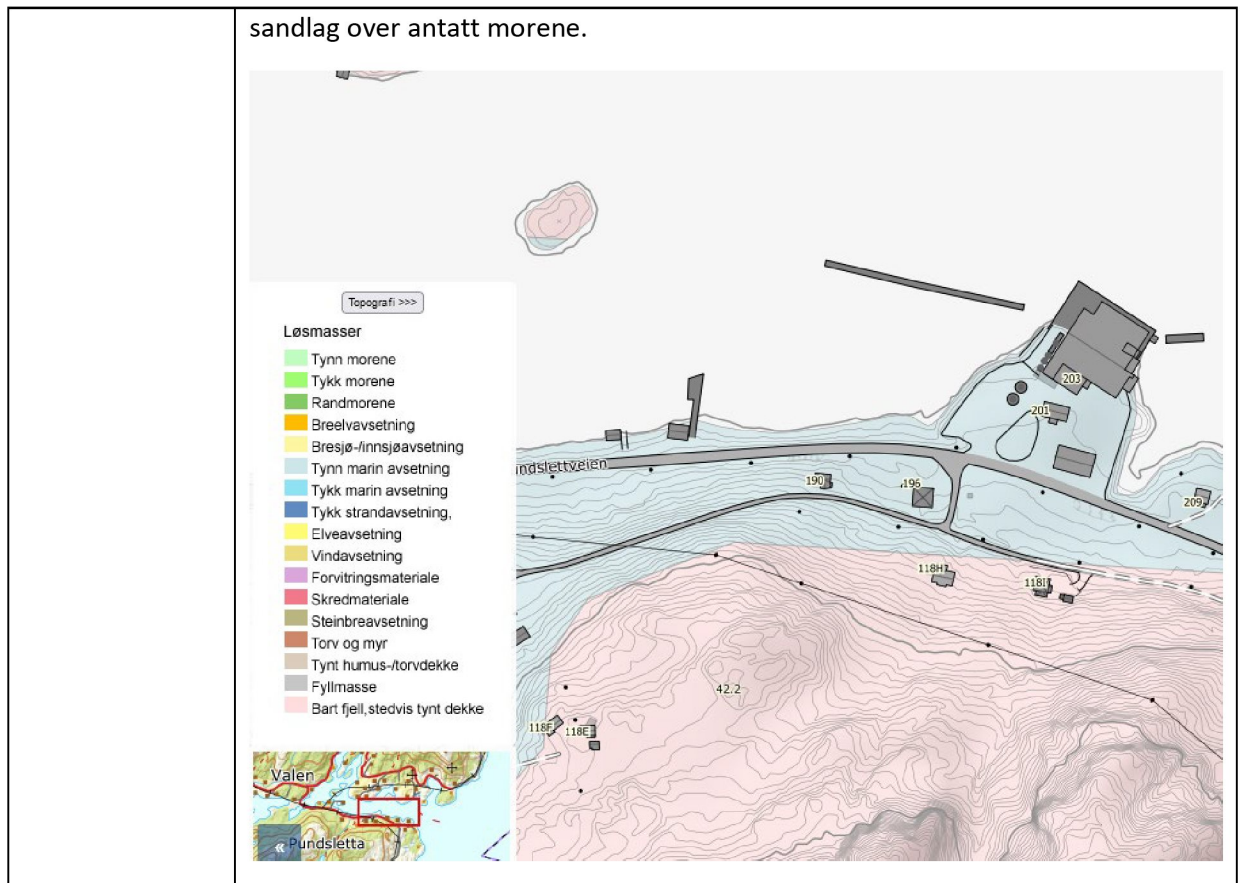 sandlag over antatt morene.
Topografi >>>
Løsmasser
Tynn morene
Tykk morene
Randmorene
Breelvavsetning
Bresjø-/innsjøavsetning
Tynn marin avsetning
Tykk marin avsetning
Tykk strandavsetning,
Elveavsetning
Vindavsetning
Forvitringsmateriale
Skredmateriale
Steinbreavsetning
Torv og myr
Tynt humus-/torvdekke
Fyllmasse
Bart fjell,stedvis tynt dekke
203
201
ındslettveien
190
196
209
118H
118I
42.2
118F
118E
Valen
« Pundsletta